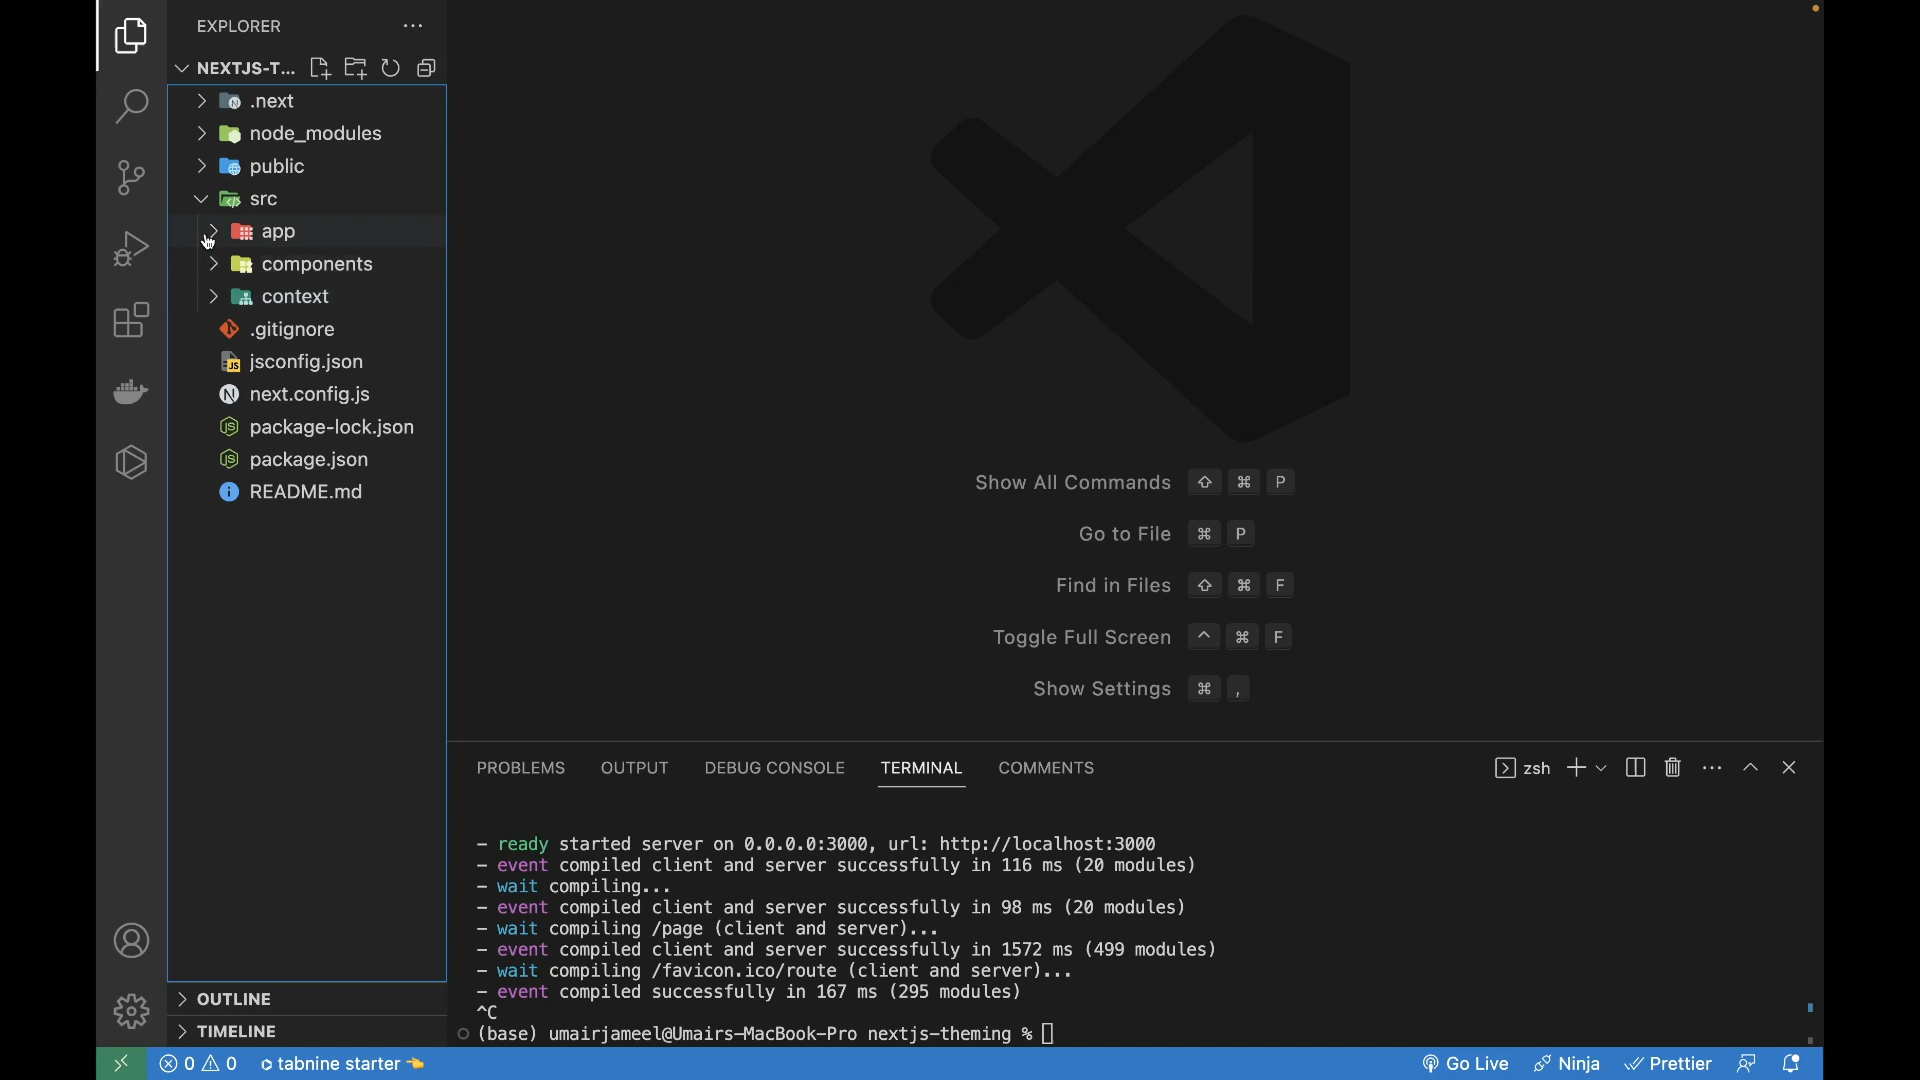 EXPLORER
NEXTJS-T...
.next
node_modules
public
src
app
components
context
.gitignore
jsconfig.json
next.config.js
package-lock.json
package.json
README.md
OUTLINE
TIMELINE
Show All Commands ⇧ ⌘ P
Go to File ⌘ P
Find in Files ⇧ ⌘ F
Toggle Full Screen ^ ⌘ F
Show Settings ⌘ ,
PROBLEMS OUTPUT DEBUG CONSOLE TERMINAL COMMENTS zsh
- ready started server on 0.0.0.0:3000, url: http://localhost:3000
- event compiled client and server successfully in 116 ms (20 modules)
- wait compiling...
- event compiled client and server successfully in 98 ms (20 modules)
- wait compiling /page (client and server)...
- event compiled client and server successfully in 1572 ms (499 modules)
- wait compiling /favicon.ico/route (client and server)...
- event compiled successfully in 167 ms (295 modules)
^C
(base) umairjameel@Umairs-MacBook-Pro nextjs-theming %
0 0 tabnine starter Go Live Ninja Prettier